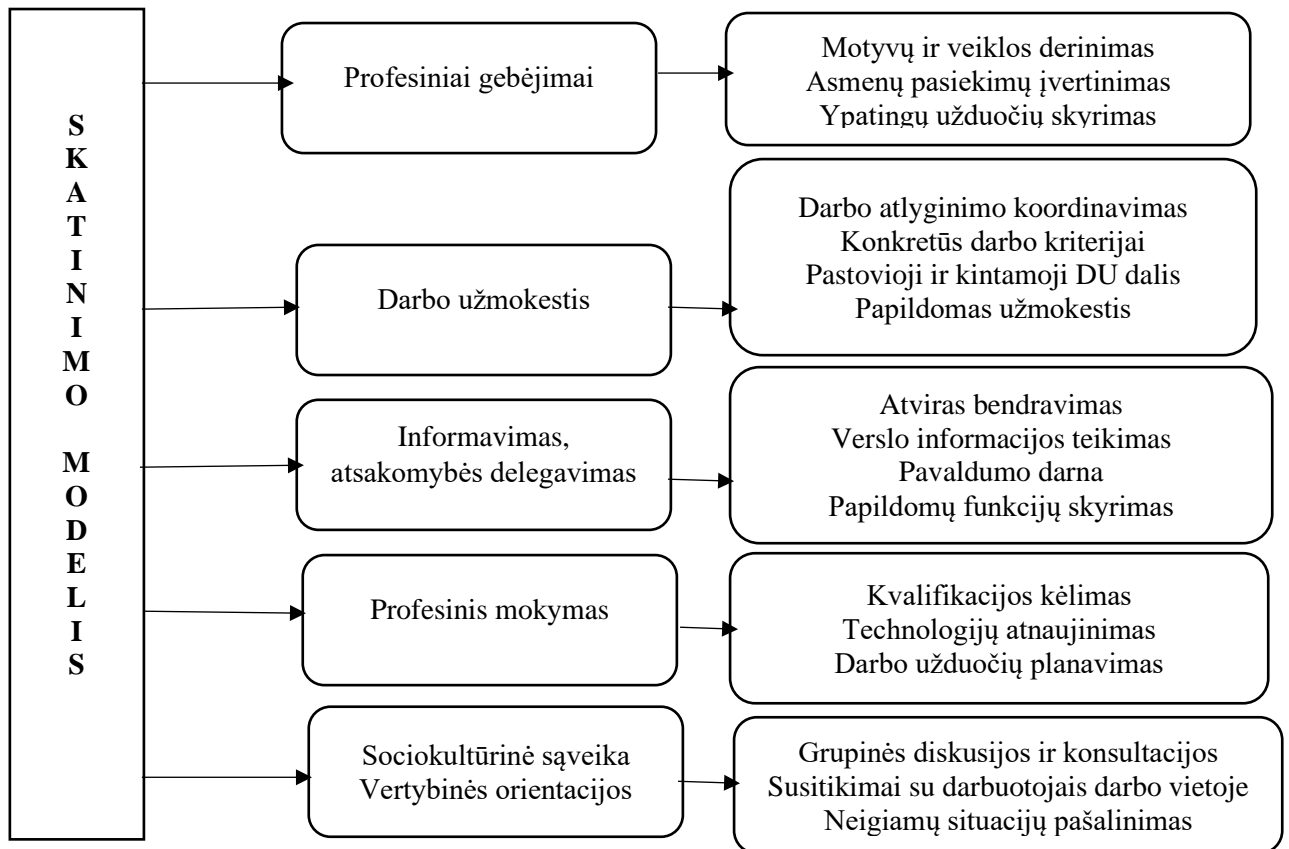 SKATINIMO MODELIS
Profesiniai gebėjimai
Motyvų ir veiklos derinimas
Asmenų pasiekimų įvertinimas
Ypatingų užduočių skyrimas
Darbo užmokestis
Darbo atlyginimo koordinavimas
Konkretūs darbo kriterijai
Pastovioji ir kintamoji DU dalis
Papildomas užmokestis
Informavimas,
atsakomybės delegavimas
Atviras bendravimas
Verslo informacijos teikimas
Pavaldumo darna
Papildomų funkcijų skyrimas
Profesinis mokymas
Kvalifikacijos kėlimas
Technologijų atnaujinimas
Darbo užduočių planavimas
Sociokultūrinė sąveika
Vertybinės orientacijos
Grupinės diskusijos ir konsultacijos
Susitikimai su darbuotojais darbo vietoje
Neigiamų situacijų pašalinimas